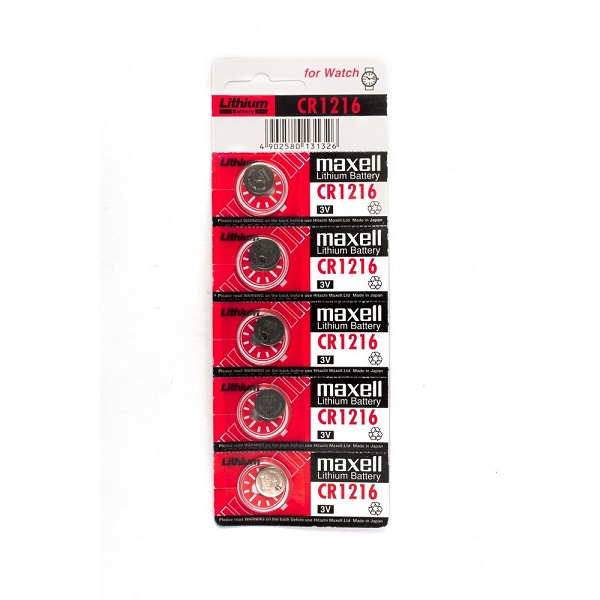 for Watch
Lithium
Battery
CR1216
4 902580 131326
Lithium
maxell
Lithium Battery
CR1216
3V
Please read WARNING on the back before use Hitachi Maxell.Ltd Made in Japan
Lithium
maxell
Lithium Battery
CR1216
3V
Please read WARNING on the back before use Hitachi Maxell.Ltd Made in Japan
Lithium
maxell
Lithium Battery
CR1216
3V
Please read WARNING on the back before use Hitachi Maxell.Ltd Made in Japan
Lithium
maxell
Lithium Battery
CR1216
3V
Please read WARNING on the back before use Hitachi Maxell.Ltd Made in Japan
Lithium
maxell
Lithium Battery
CR1216
3V
Please read WARNING on the back before use Hitachi Maxell.Ltd Made in Japan